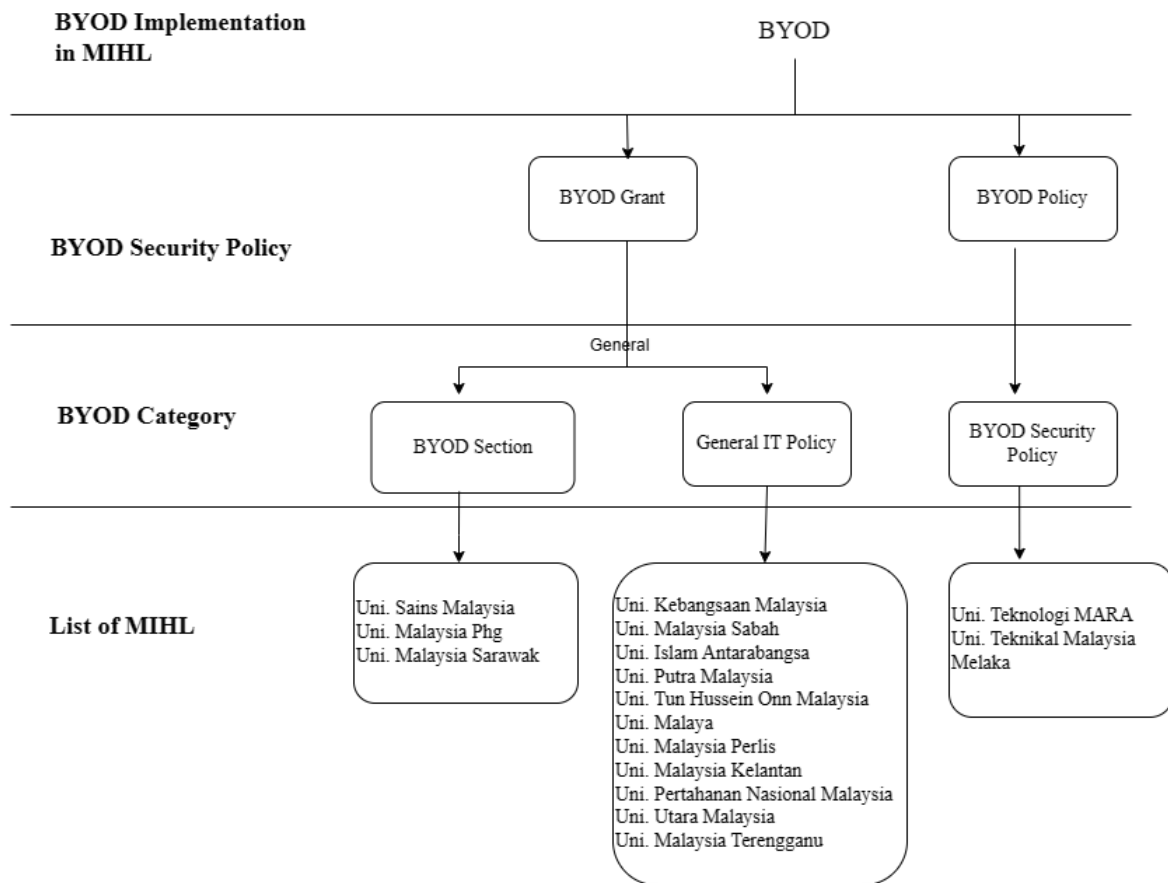 BYOD Implementation
in MIHL
BYOD
BYOD Grant
BYOD Policy
BYOD Security Policy
General
BYOD Category
BYOD Section
General IT Policy
BYOD Security
Policy
List of MIHL
Uni. Sains Malaysia
Uni. Malaysia Phg
Uni. Malaysia Sarawak
Uni. Kebangsaan Malaysia
Uni. Malaysia Sabah
Uni. Islam Antarabangsa
Uni. Putra Malaysia
Uni. Tun Hussein Onn Malaysia
Uni. Malaya
Uni. Malaysia Perlis
Uni. Malaysia Kelantan
Uni. Pertahanan Nasional Malaysia
Uni. Utara Malaysia
Uni. Malaysia Terengganu
Uni. Teknologi MARA
Uni. Teknikal Malaysia
Melaka